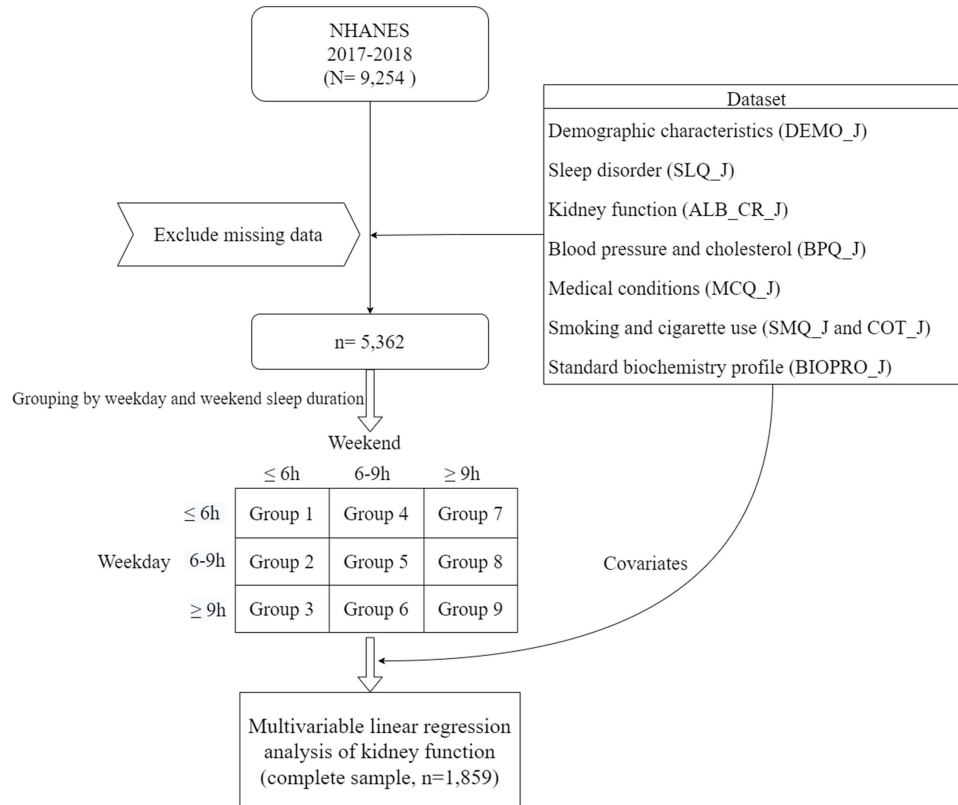 NHANES
2017-2018
(N= 9,254 )
Dataset
Demographic characteristics (DEMO_J)
Sleep disorder (SLQ_J)
Kidney function (ALB_CR_J)
Blood pressure and cholesterol (BPQ_J)
Medical conditions (MCQ_J)
Smoking and cigarette use (SMQ_J and COT_J)
Standard biochemistry profile (BIOPRO_J)
Exclude missing data
n= 5,362
Grouping by weekday and weekend sleep duration
Weekend
≤ 6h 6-9h ≥ 9h
≤ 6h Group 1 Group 4 Group 7
Weekday 6-9h Group 2 Group 5 Group 8
≥ 9h Group 3 Group 6 Group 9
Covariates
Multivariable linear regression
analysis of kidney function
(complete sample, n=1,859)